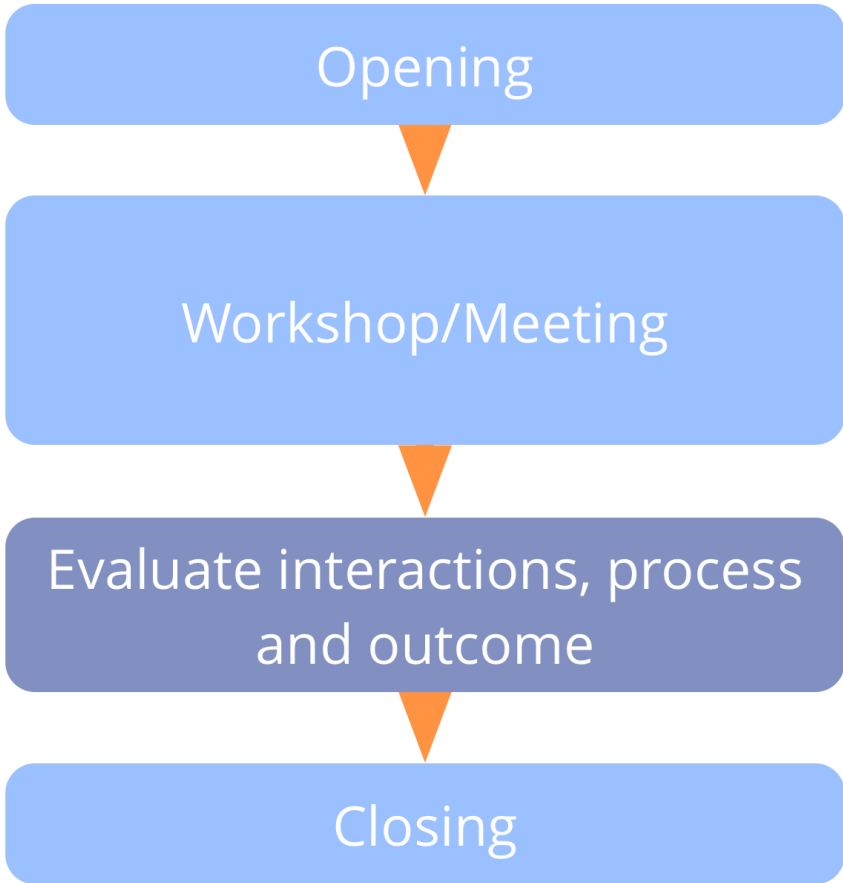 Opening
Workshop/Meeting
Evaluate interactions, process
and outcome
Closing